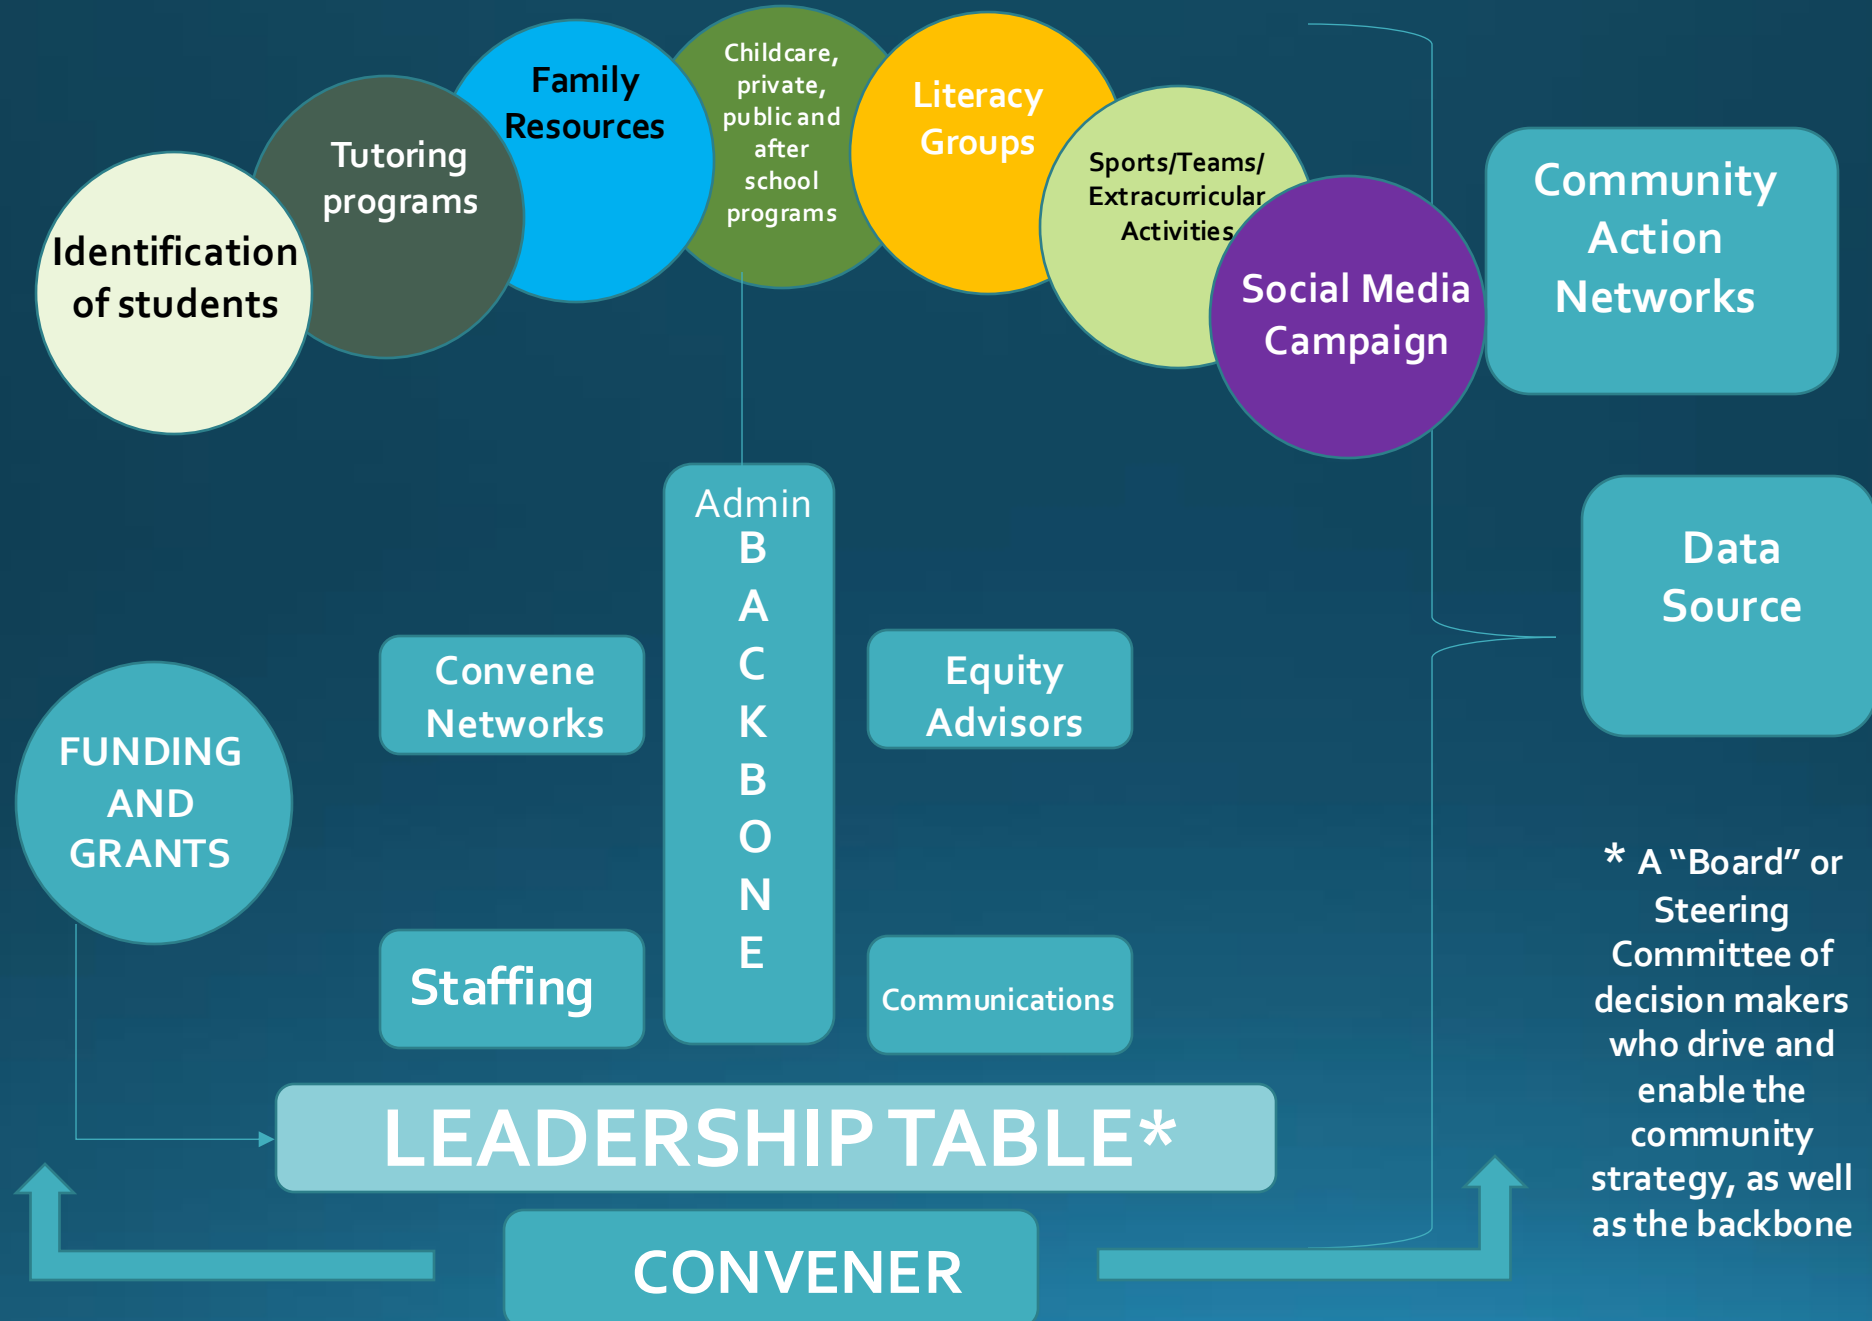 Identification
of students
Tutoring
programs
Family
Resources
Childcare,
private,
public and
after
school
programs
Literacy
Groups
Sports/Teams/
Extracurricular
Activities
Social Media
Campaign
Community
Action
Networks
Admin
B
A
C
K
B
O
N
E
Data
Source
Convene
Networks
Equity
Advisors
FUNDING
AND
GRANTS
Staffing
Communications
* A “Board” or
Steering
Committee of
decision makers
who drive and
enable the
community
strategy, as well
as the backbone
LEADERSHIP TABLE*
CONVENER